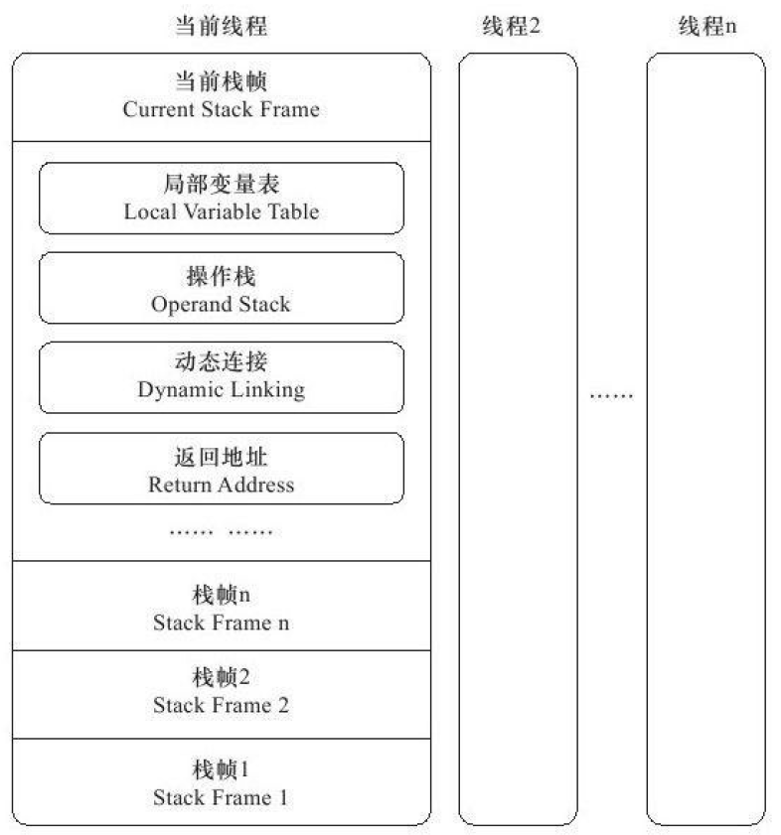 当前线程
线程2
线程n
当前栈帧
Current Stack Frame
局部变量表
Local Variable Table
操作栈
Operand Stack
动态连接
Dynamic Linking
返回地址
Return Address
…… ……
……
栈帧n
Stack Frame n
栈帧2
Stack Frame 2
栈帧1
Stack Frame 1